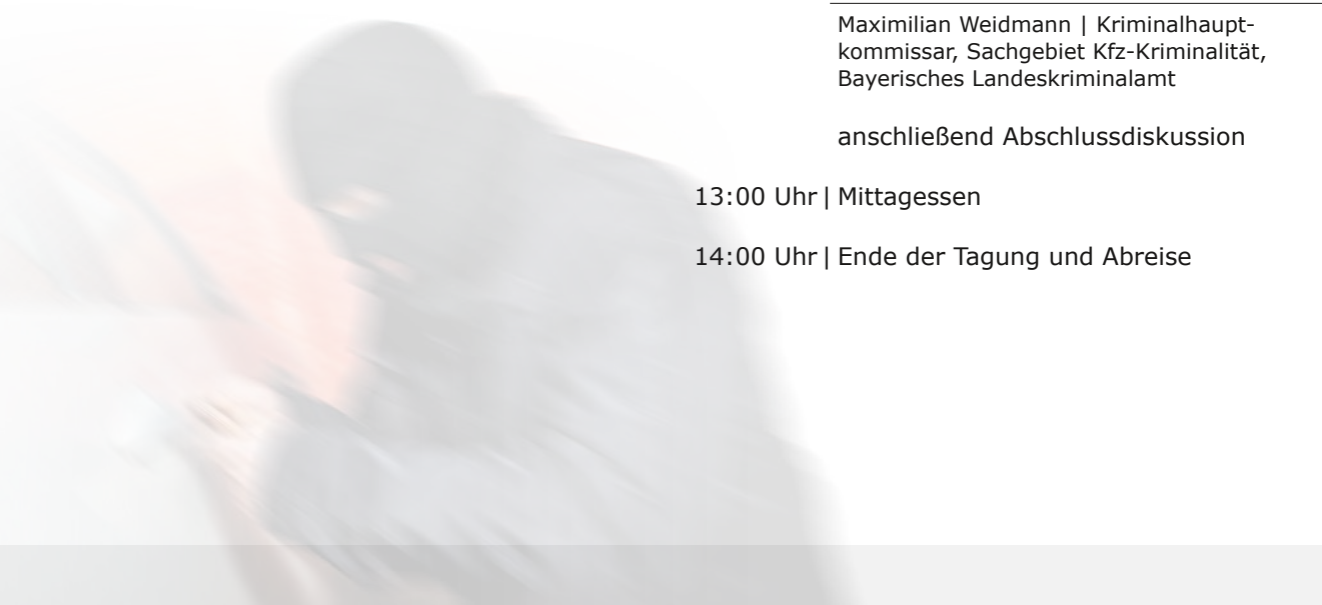 Maximilian Weidmann | Kriminalhaupt-
kommissar, Sachgebiet Kfz-Kriminalität,
Bayerisches Landeskriminalamt
anschließend Abschlussdiskussion
13:00 Uhr | Mittagessen
14:00 Uhr | Ende der Tagung und Abreise